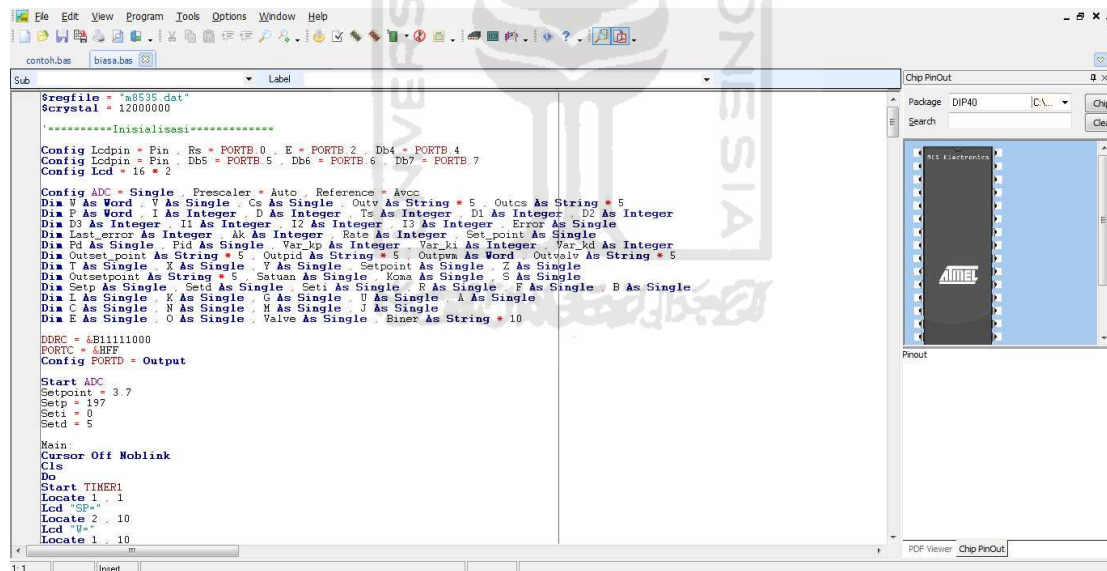 File Edit View Program Tools Options Window Help
contoh.bas biasa.bas
Sub Label
Chip PinOut
Package DIP40 C:\...
Chip
Search
Clea
MCS Electronics
ATMEL
$regfile = "m8535.dat"
$crystal = 12000000
'==========Inisialisasi=============
Config Lcdpin = Pin , Rs = PORTB.0 , E = PORTB.2 , Db4 = PORTB.4
Config Lcdpin = Pin , Db5 = PORTB.5 , Db6 = PORTB.6 , Db7 = PORTB.7
Config Lcd = 16 * 2
Config ADC = Single , Prescaler = Auto , Reference = Avcc
Dim W As Word , V As Single , Cs As Single , Outv As String * 5 , Outcs As String * 5
Dim P As Word , I As Integer , D As Integer , Ts As Integer , D1 As Integer , D2 As Integer
Dim D3 As Integer , I1 As Integer , I2 As Integer , I3 As Integer , Error As Single
Dim Last_error As Integer , Ak As Integer , Rate As Integer , Set_point As Single
Dim Pd As Single , Pid As Single , Var_kp As Integer , Var_ki As Integer , Var_kd As Integer
Dim Outset_point As String * 5 , Outpid As String * 5 , Outpwm As Word , Outvalv As String * 5
Dim T As Single , X As Single , Y As Single , Setpoint As Single , Z As Single
Dim Outsetpoint As String * 5 , Satuan As Single , Koma As Single , S As Single
Dim Setp As Single , Setd As Single , Seti As Single , R As Single , F As Single , B As Single
Dim L As Single , K As Single , G As Single , U As Single , A As Single
Dim C As Single , N As Single , M As Single , J As Single
Dim E As Single , O As Single , Valve As Single , Biner As String * 10
DDRC = &B11111000
PORTC = &HFF
Config PORTD = Output
Start ADC
Setpoint = 3.7
Setp = 197
Seti = 0
Setd = 5
Main:
Cursor Off Noblink
Cls
Do
Start TIMER1
Locate 1 , 1
Lcd "SP="
Locate 2 , 10
Lcd "V="
Locate 1 , 10
Pinout
PDF Viewer Chip PinOut
1: 1 Insert